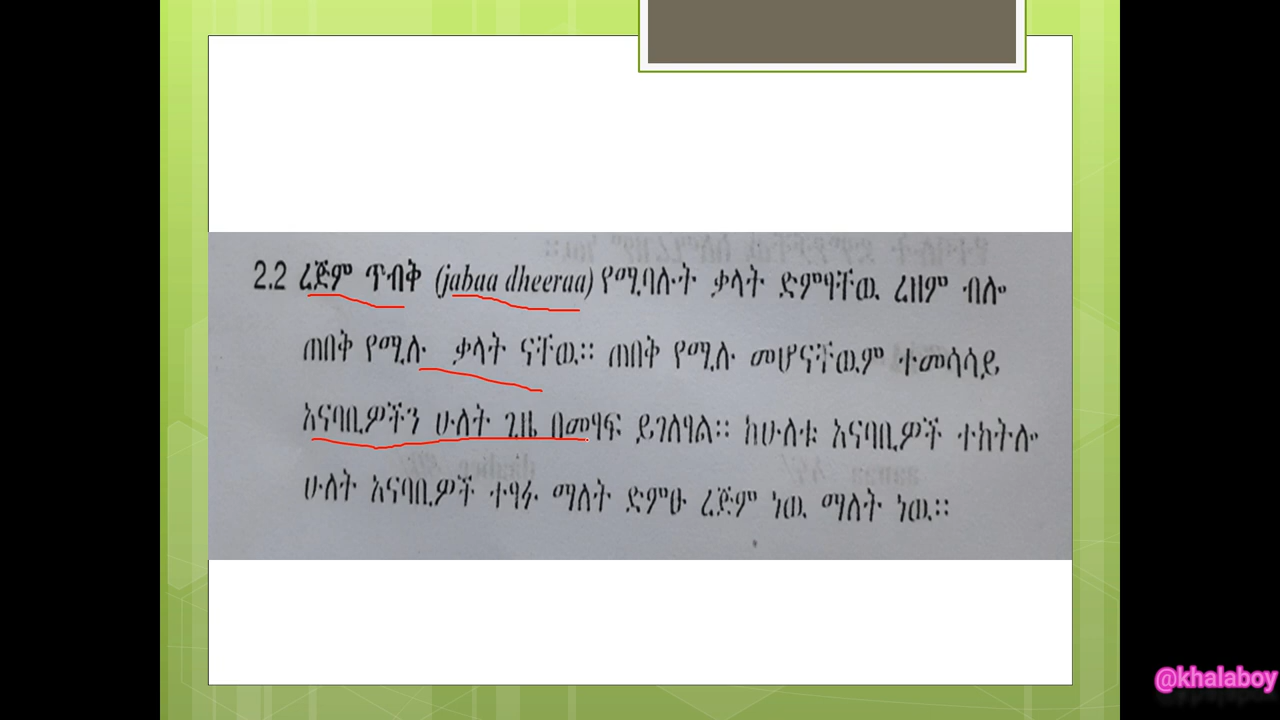 2.2 ረጅም ጥብቅ (jabaa dheeraa) የሚባሉት ቃላት ድምፃቸዉ ረዘም ብሎ
ጠበቅ የሚሉ ቃላት ናቸዉ። ጠበቅ የሚሉ መሆናቸዉም ተመሳሳይ
አናባቢዎችን ሁለት ጊዜ በመፃፍ ይገለፃል። ከሁለቱ አናባቢዎች ተከትሎ
ሁለት አናባቢዎች ተፃፉ ማለት ድምፁ ረጅም ነዉ ማለት ነዉ።
@khalaboy